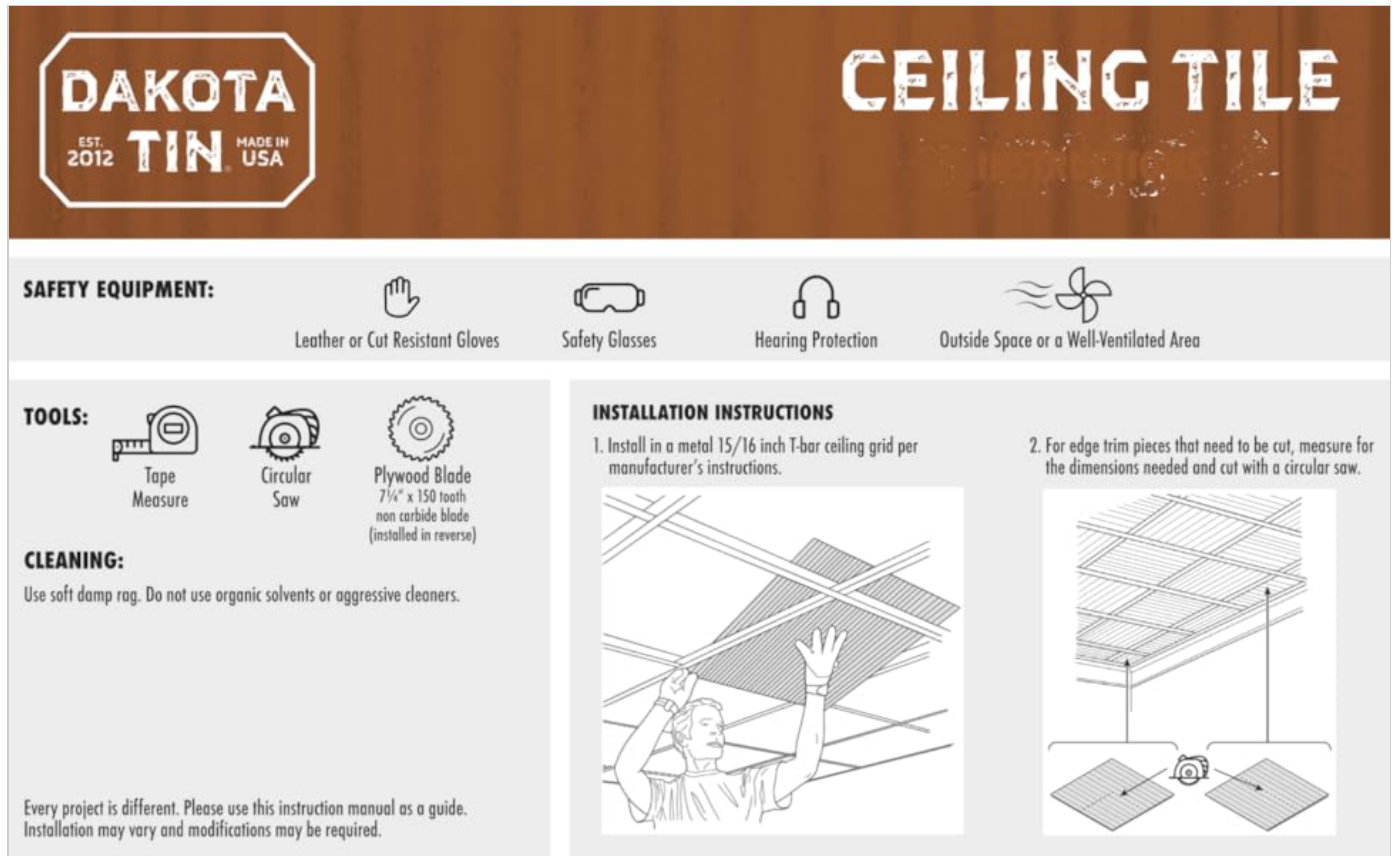 DAKOTA
EST.
2012
TIN®
MADE IN
USA
CEILING TILE
INSTRUCTIONS
SAFETY EQUIPMENT:
Leather or Cut Resistant Gloves
Safety Glasses
Hearing Protection
Outside Space or a Well-Ventilated Area
TOOLS:
Tape
Measure
Circular
Saw
Plywood Blade
7¼" x 150 tooth
non carbide blade
(installed in reverse)
CLEANING:
Use soft damp rag. Do not use organic solvents or aggressive cleaners.
Every project is different. Please use this instruction manual as a guide.
Installation may vary and modifications may be required.
INSTALLATION INSTRUCTIONS
1. Install in a metal 15/16 inch T-bar ceiling grid per
manufacturer's instructions.
2. For edge trim pieces that need to be cut, measure for
the dimensions needed and cut with a circular saw.